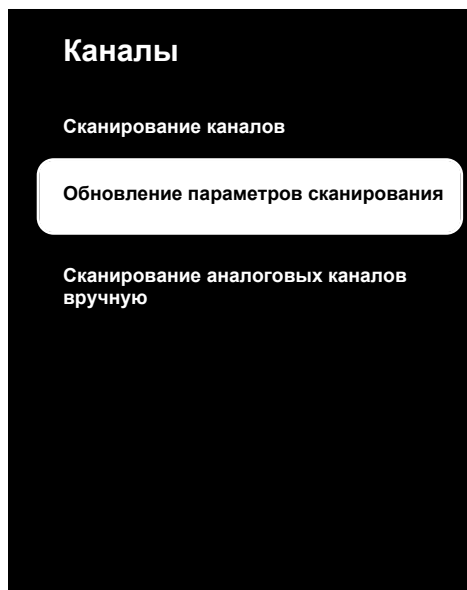 Каналы
Сканирование каналов
Обновление параметров сканирования
Сканирование аналоговых каналов
вручную